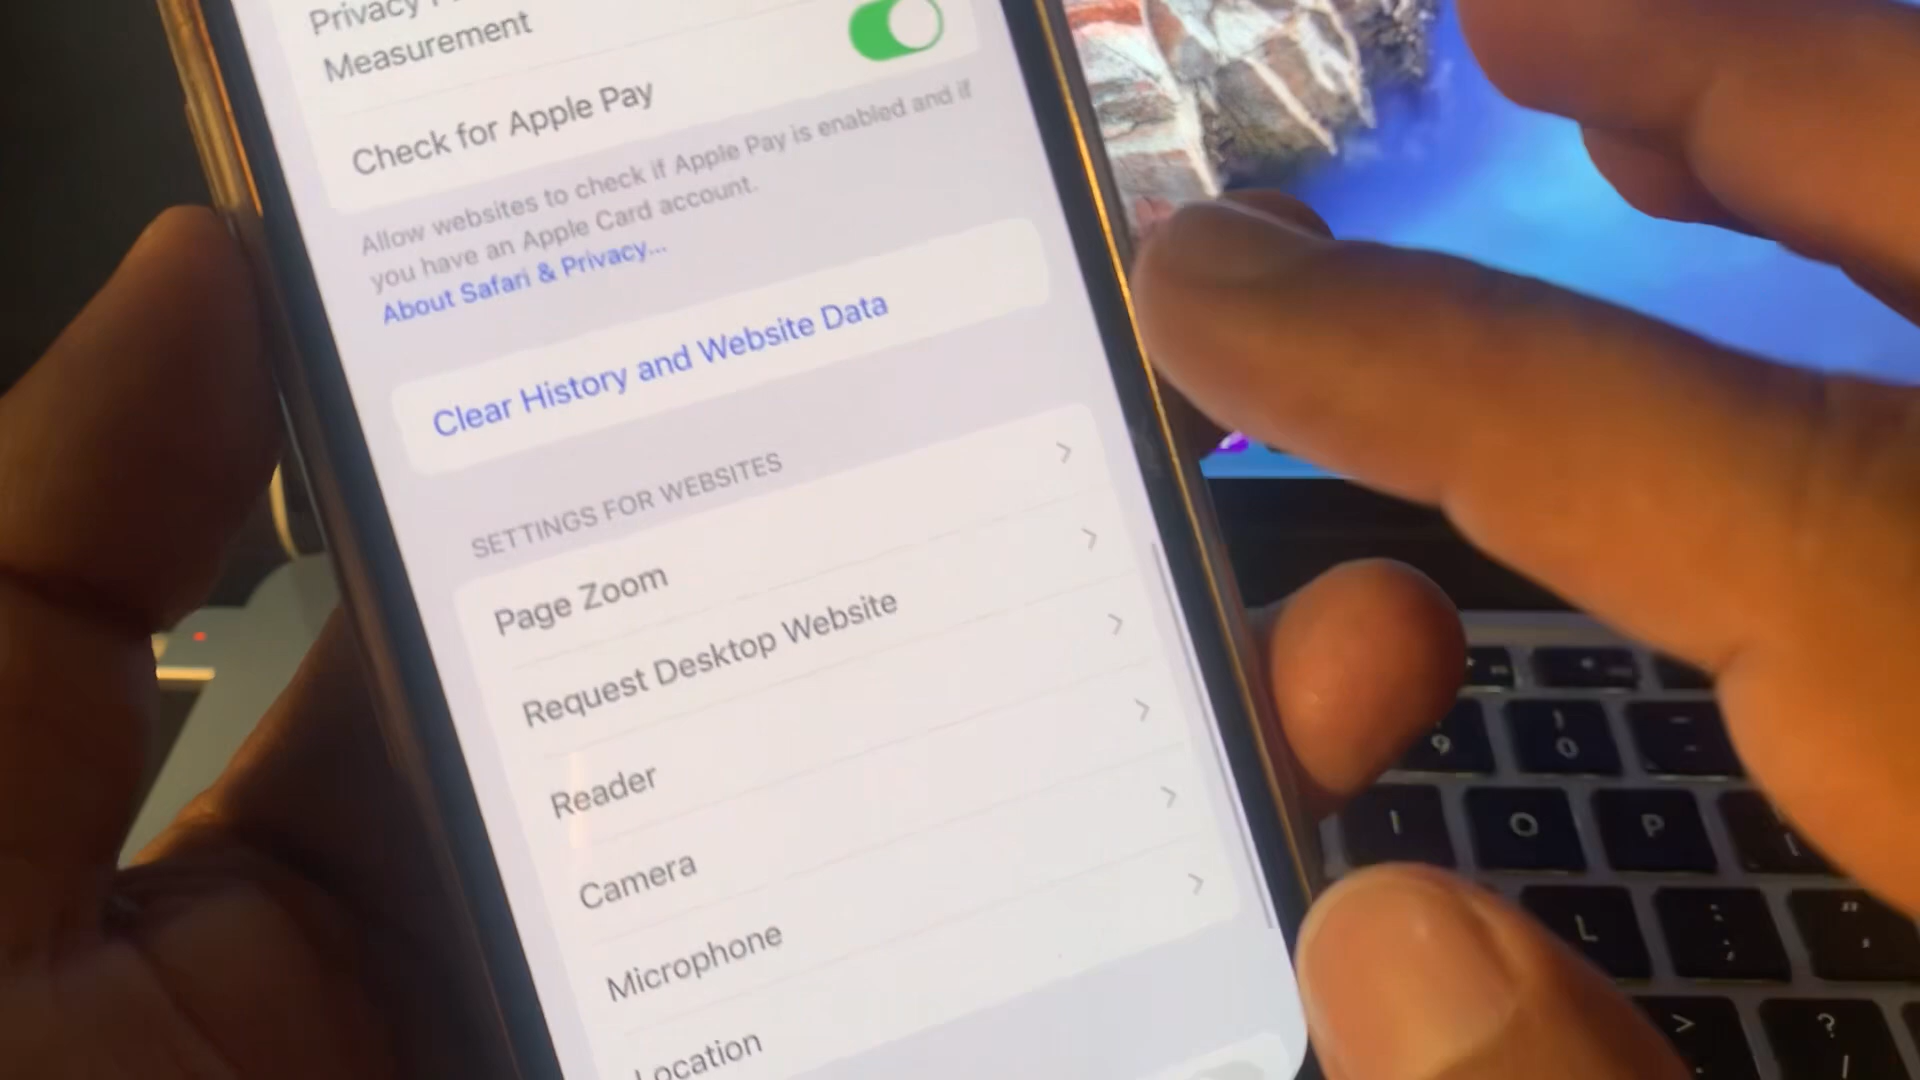 Privacy
Measurement
Check for Apple Pay
Allow websites to check if Apple Pay is enabled and if
you have an Apple Card account.
About Safari & Privacy...
Clear History and Website Data
SETTINGS FOR WEBSITES
Page Zoom
Request Desktop Website
Reader
Camera
Microphone
Location
9
)
0
-
I
O
P
L
:
;
"
'
>
?
/